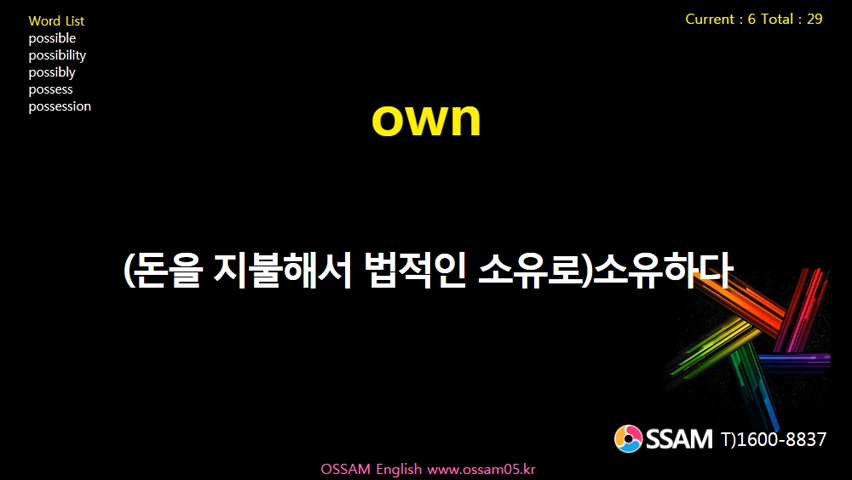 Word List
possible
possibility
possibly
possess
possession
Current : 6 Total : 29
own
(돈을 지불해서 법적인 소유로)소유하다
OSSAM T)1600-8837
OSSAM English www.ossam05.kr